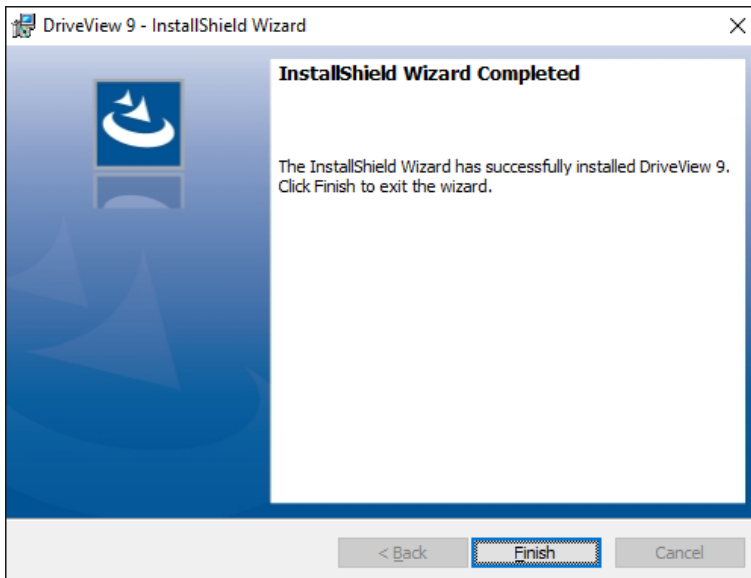 DriveView 9 - InstallShield Wizard
InstallShield Wizard Completed
The InstallShield Wizard has successfully installed DriveView 9.
Click Finish to exit the wizard.
< Back
Finish
Cancel